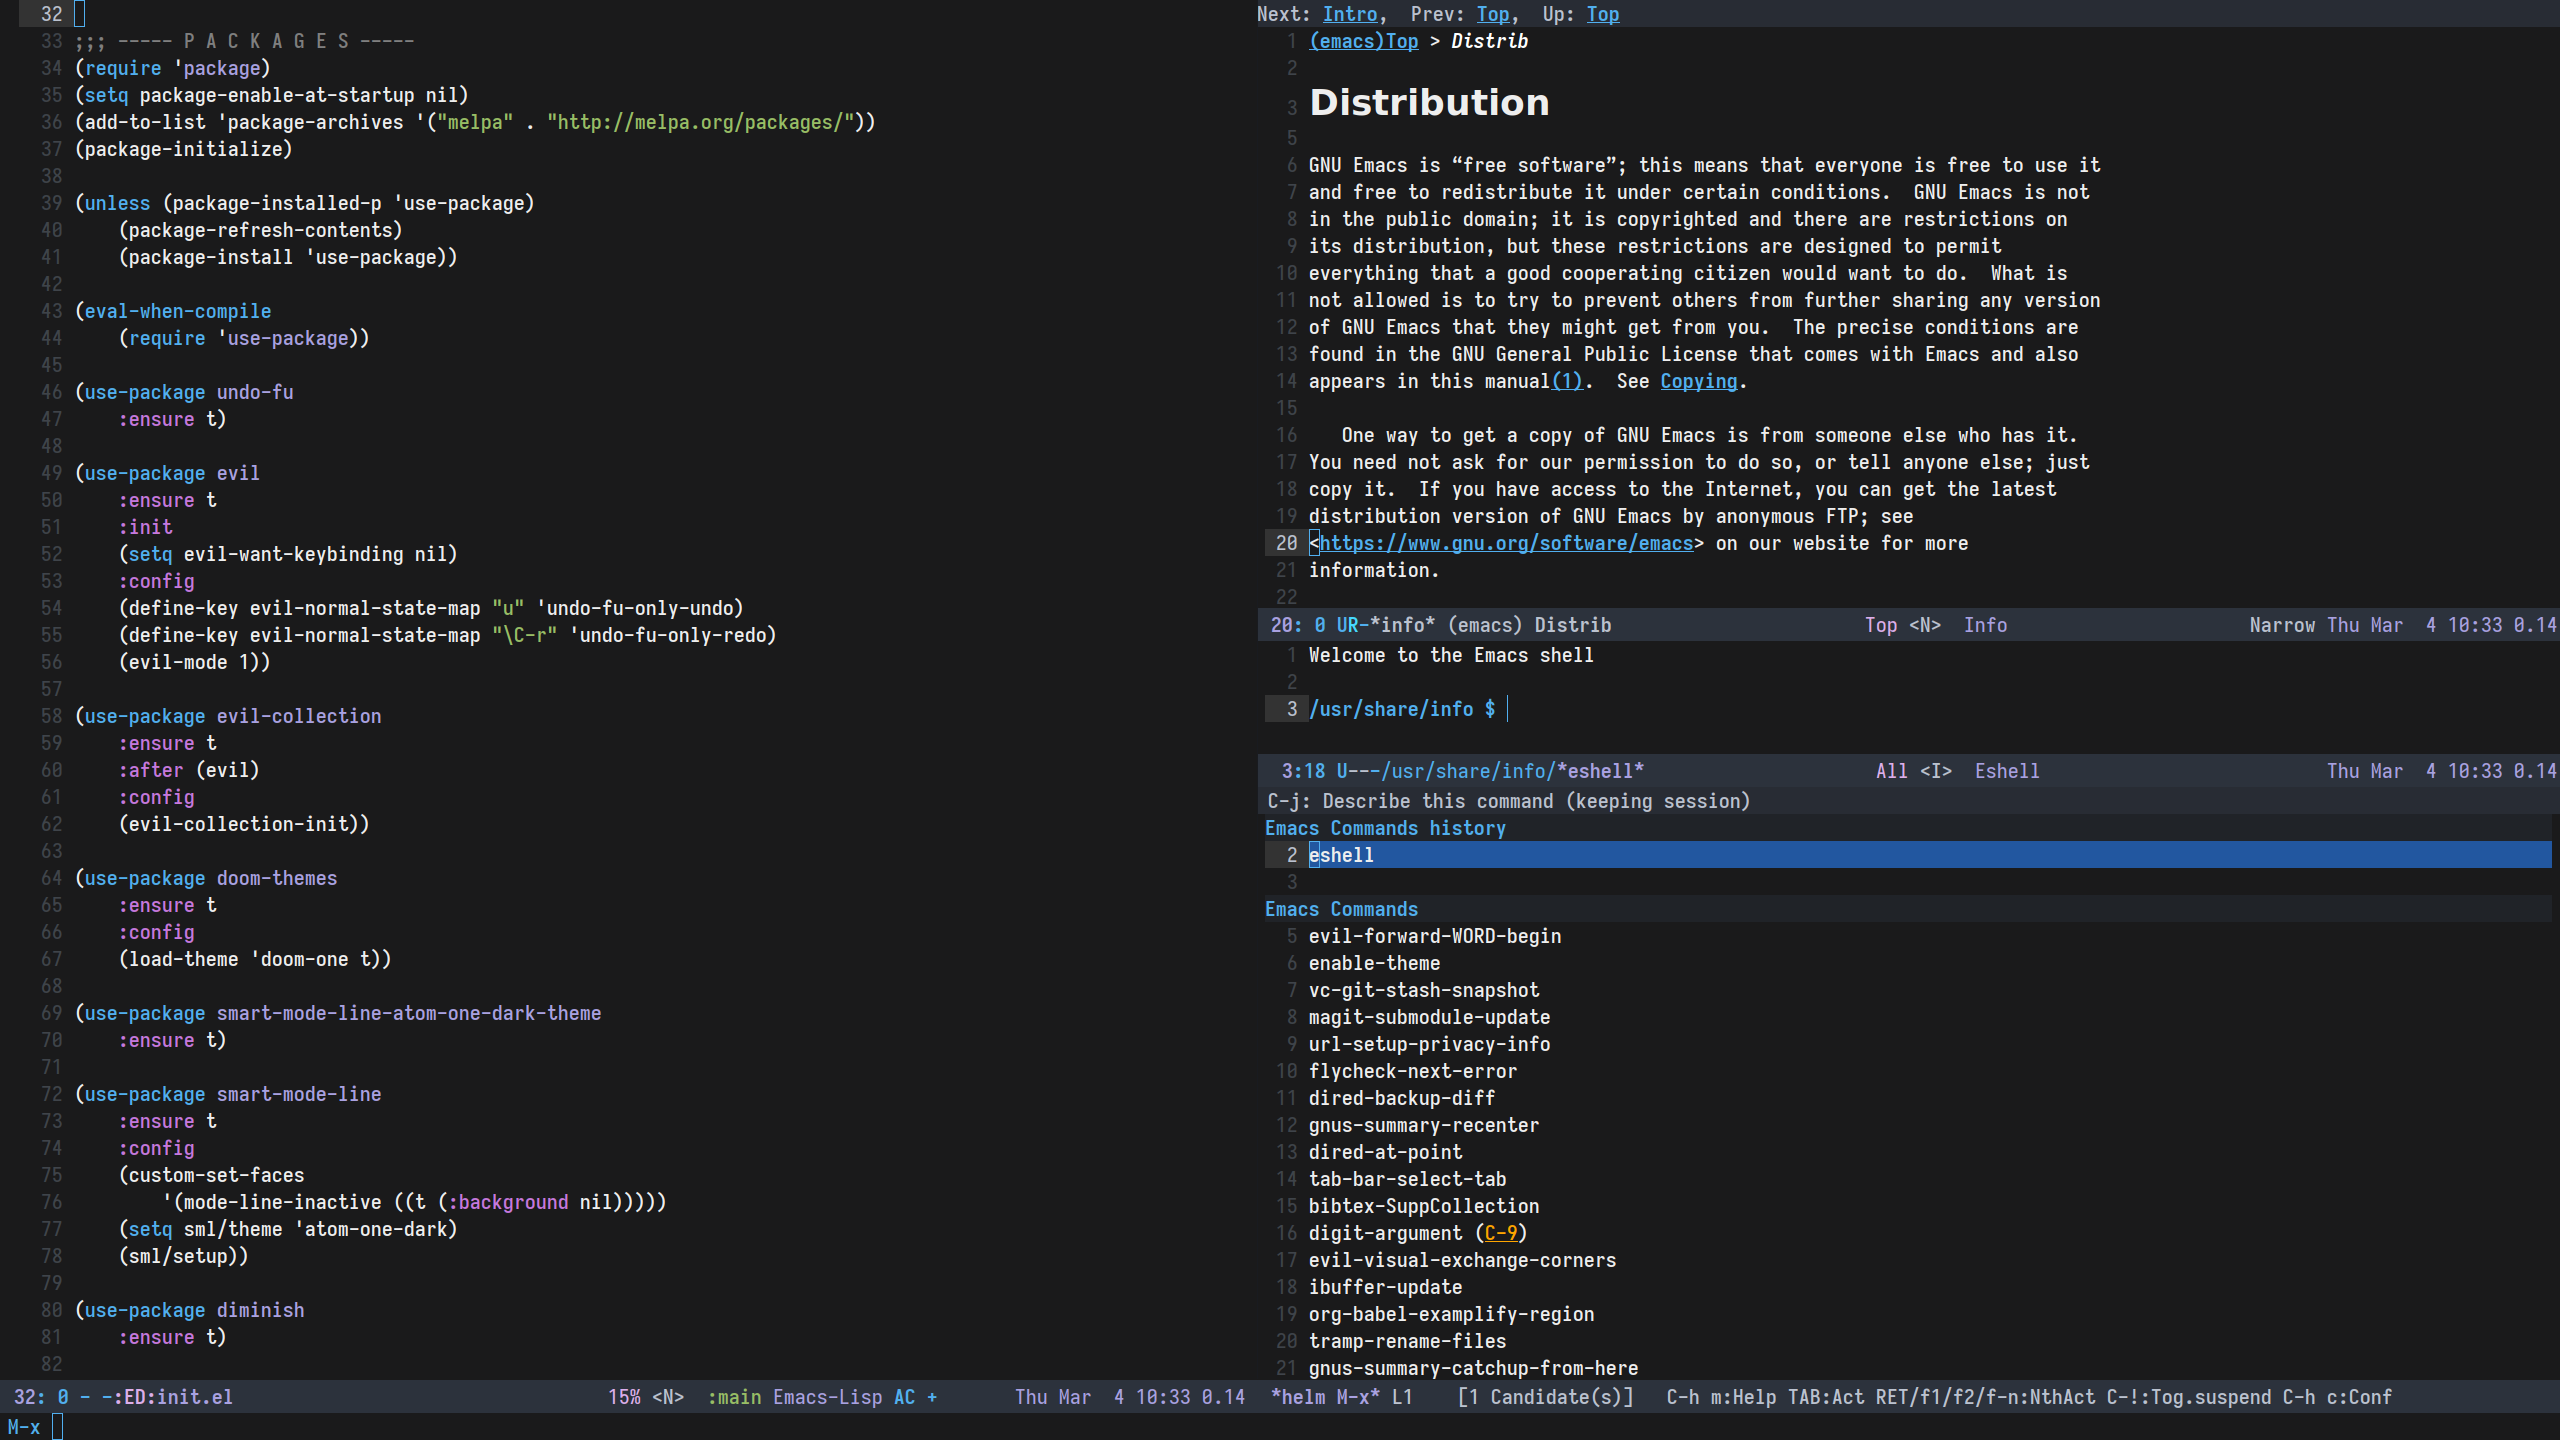 32
33 ;;; ----- P A C K A G E S -----
34 (require 'package)
35 (setq package-enable-at-startup nil)
36 (add-to-list 'package-archives '("melpa" . "http://melpa.org/packages/"))
37 (package-initialize)
38
39 (unless (package-installed-p 'use-package)
40     (package-refresh-contents)
41     (package-install 'use-package))
42
43 (eval-when-compile
44     (require 'use-package))
45
46 (use-package undo-fu
47     :ensure t)
48
49 (use-package evil
50     :ensure t
51     :init
52     (setq evil-want-keybinding nil)
53     :config
54     (define-key evil-normal-state-map "u" 'undo-fu-only-undo)
55     (define-key evil-normal-state-map "\C-r" 'undo-fu-only-redo)
56     (evil-mode 1))
57
58 (use-package evil-collection
59     :ensure t
60     :after (evil)
61     :config
62     (evil-collection-init))
63
64 (use-package doom-themes
65     :ensure t
66     :config
67     (load-theme 'doom-one t))
68
69 (use-package smart-mode-line-atom-one-dark-theme
70     :ensure t)
71
72 (use-package smart-mode-line
73     :ensure t
74     :config
75     (custom-set-faces
76         '(mode-line-inactive ((t (:background nil)))))
77     (setq sml/theme 'atom-one-dark)
78     (sml/setup))
79
80 (use-package diminish
81     :ensure t)
82
32: 0 - -:ED:init.el 15% <N> :main Emacs-Lisp AC + Thu Mar  4 10:33 0.14
M-x
Next: Intro,  Prev: Top,  Up: Top
1 (emacs)Top > Distrib
2
3 Distribution
5
6 GNU Emacs is “free software”; this means that everyone is free to use it
7 and free to redistribute it under certain conditions.  GNU Emacs is not
8 in the public domain; it is copyrighted and there are restrictions on
9 its distribution, but these restrictions are designed to permit
10 everything that a good cooperating citizen would want to do.  What is
11 not allowed is to try to prevent others from further sharing any version
12 of GNU Emacs that they might get from you.  The precise conditions are
13 found in the GNU General Public License that comes with Emacs and also
14 appears in this manual(1).  See Copying.
15
16    One way to get a copy of GNU Emacs is from someone else who has it.
17 You need not ask for our permission to do so, or tell anyone else; just
18 copy it.  If you have access to the Internet, you can get the latest
19 distribution version of GNU Emacs by anonymous FTP; see
20 <https://www.gnu.org/software/emacs> on our website for more
21 information.
22
20: 0 UR-*info* (emacs) Distrib Top <N> Info Narrow Thu Mar  4 10:33 0.14
1 Welcome to the Emacs shell
2
3 /usr/share/info $
3:18 U---/usr/share/info/*eshell* All <I> Eshell Thu Mar  4 10:33 0.14
C-j: Describe this command (keeping session)
Emacs Commands history
2 eshell
3
Emacs Commands
5 evil-forward-WORD-begin
6 enable-theme
7 vc-git-stash-snapshot
8 magit-submodule-update
9 url-setup-privacy-info
10 flycheck-next-error
11 dired-backup-diff
12 gnus-summary-recenter
13 dired-at-point
14 tab-bar-select-tab
15 bibtex-SuppCollection
16 digit-argument (C-9)
17 evil-visual-exchange-corners
18 ibuffer-update
19 org-babel-examplify-region
20 tramp-rename-files
21 gnus-summary-catchup-from-here
*helm M-x* L1 [1 Candidate(s)] C-h m:Help TAB:Act RET/f1/f2/f-n:NthAct C-!:Tog.suspend C-h c:Conf